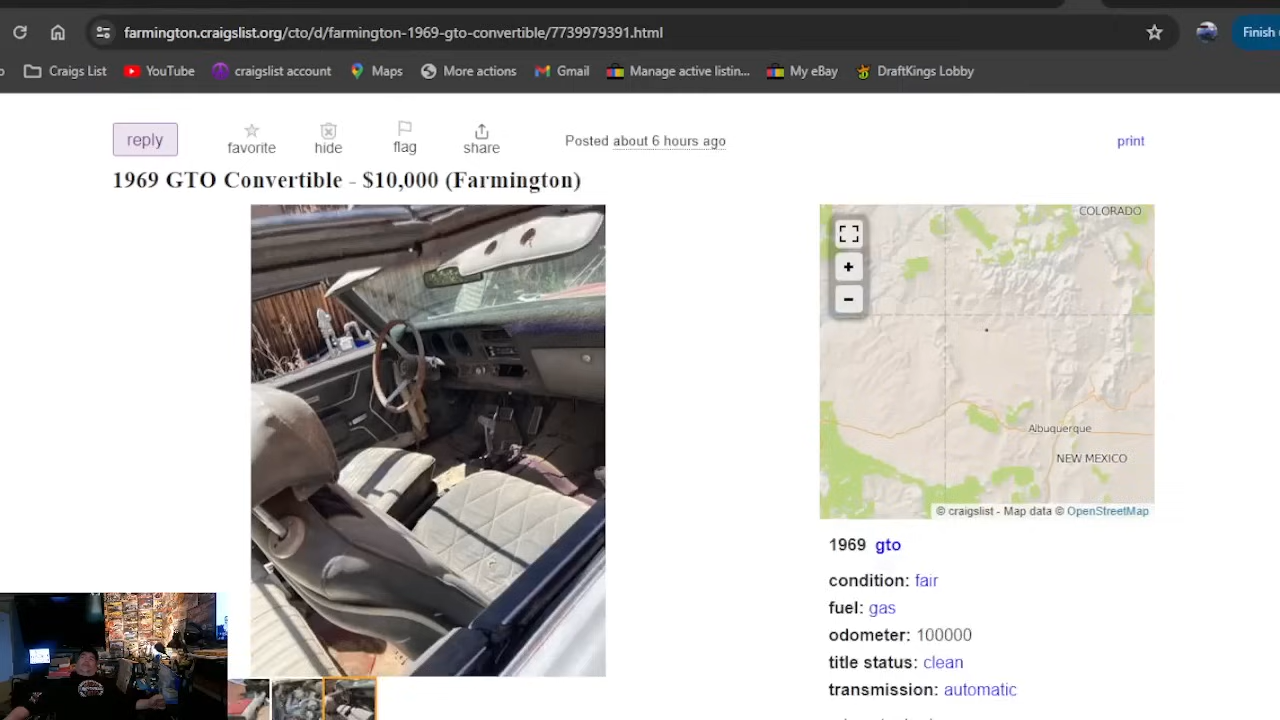 farmington.craigslist.org/cto/d/farmington-1969-gto-convertible/7739979391.html
Finish
Craigs List
YouTube
craigslist account
Maps
More actions
Gmail
Manage active listin...
My eBay
DraftKings Lobby
reply
favorite
hide
flag
share
Posted about 6 hours ago
print
1969 GTO Convertible - $10,000 (Farmington)
COLORADO
+
−
Albuquerque
NEW MEXICO
© craigslist - Map data © OpenStreetMap
1969 gto
condition: fair
fuel: gas
odometer: 100000
title status: clean
transmission: automatic